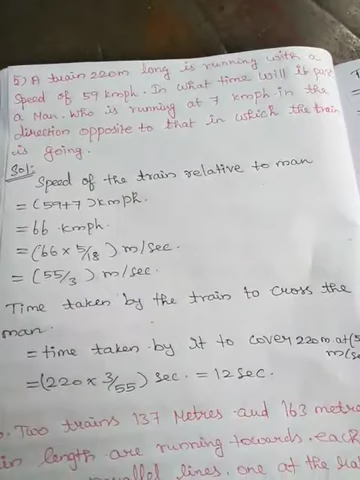 5) A train 220m long is running with a
speed of 59 kmph. In what time will it pass
a Man. who is running at 7 kmph in the
direction opposite to that in which the train
is going.
Sol:
Speed of the train relative to man
= (59+7) kmph.
= 66 kmph.
= (66 × 5/18) m/sec.
= (55/3) m/sec.
Time taken by the train to cross the
man.
= time taken by It to cover 220m at (5
m/se
= (220 × 3/55) sec. = 12 sec.
Two trains 137 Metres and 163 metre
in length are running towards each
lines, one at the